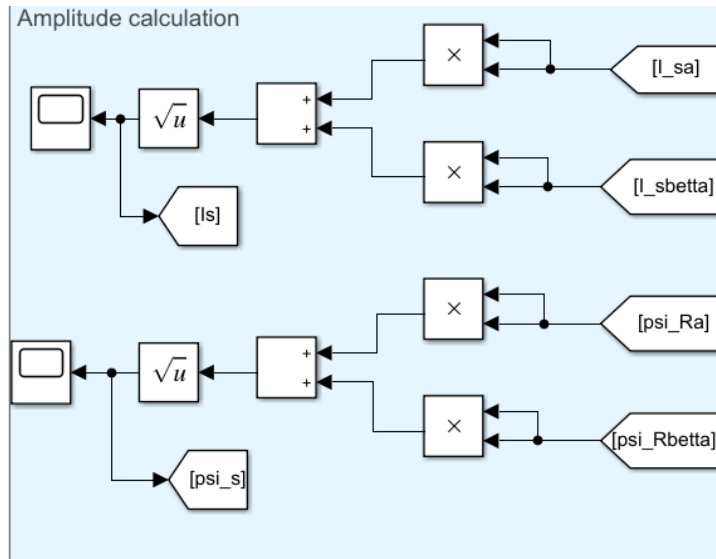 Amplitude calculation
×
[I_sa]
+
+
√u
×
[I_sbetta]
[Is]
×
[psi_Ra]
+
+
√u
×
[psi_Rbetta]
[psi_s]